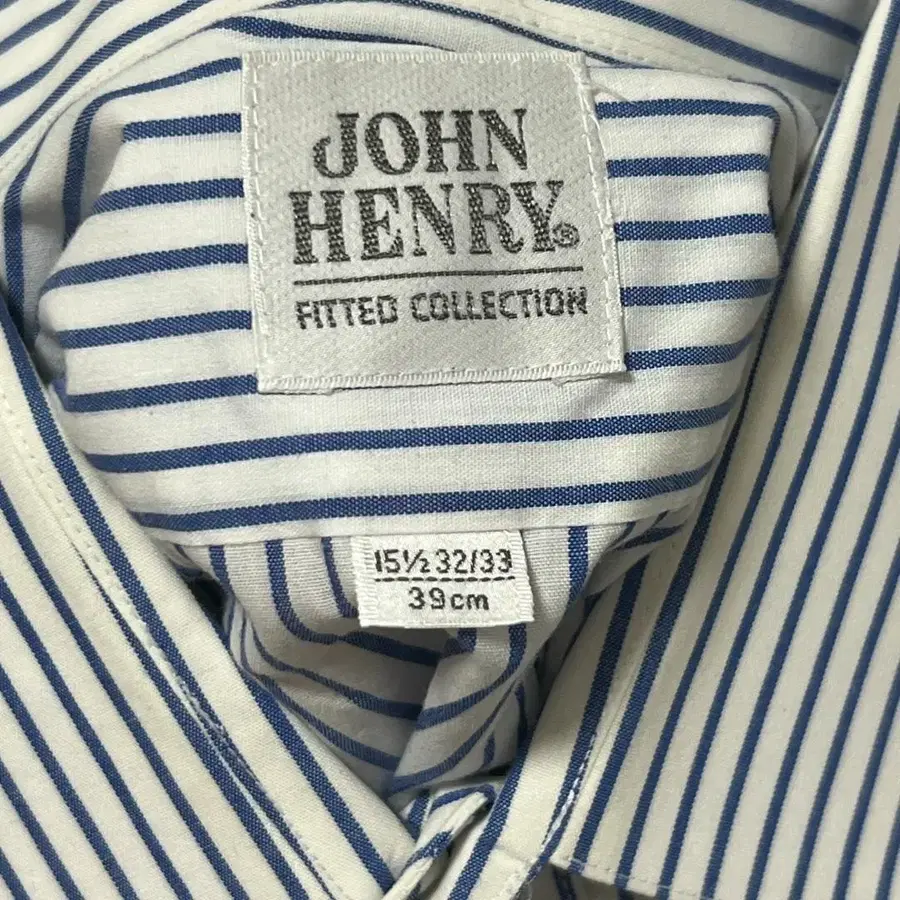 JOHN
HENRY®
FITTED COLLECTION
15½ 32/33
39cm